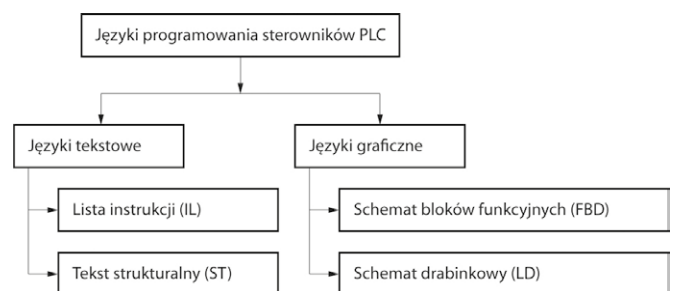 Języki programowania sterowników PLC
Języki tekstowe
Języki graficzne
Lista instrukcji (IL)
Schemat bloków funkcyjnych (FBD)
Tekst strukturalny (ST)
Schemat drabinkowy (LD)